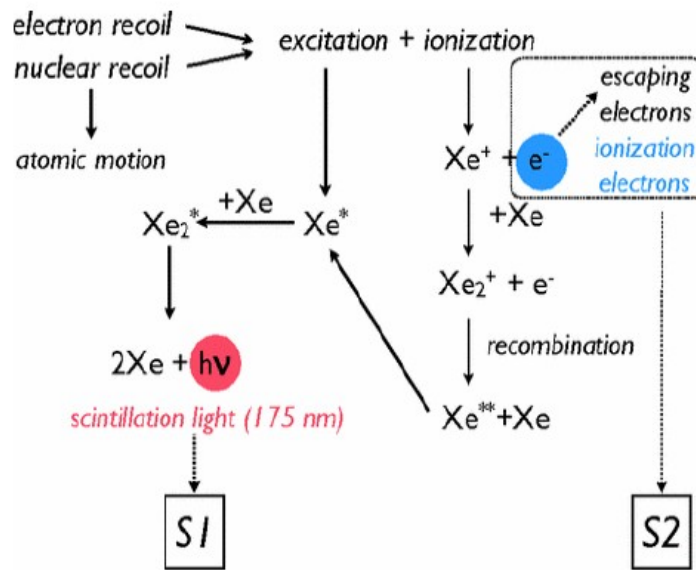 electron recoil
nuclear recoil
excitation + ionization
atomic motion
escaping
electrons
ionization
electrons
Xe⁺ + e⁻
+Xe
Xe₂⁺ + e⁻
recombination
Xe**+Xe
Xe*
+Xe
Xe₂*
2Xe + hν
scintillation light (175 nm)
S1
S2